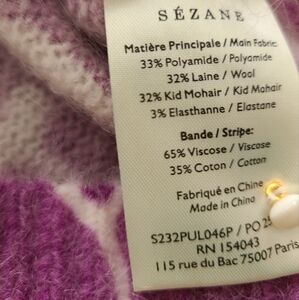 SÉZANE
Matière Principale / Main Fabric:
33% Polyamide / Polyamide
32% Laine / Wool
32% Kid Mohair / Kid Mohair
3% Elasthanne / Elastane
Bande / Stripe:
65% Viscose / Viscose
35% Coton / Cotton
Fabriqué en Chine
Made in China
S232PUL046P / PO
RN 154043
115 rue du Bac 75007 Paris